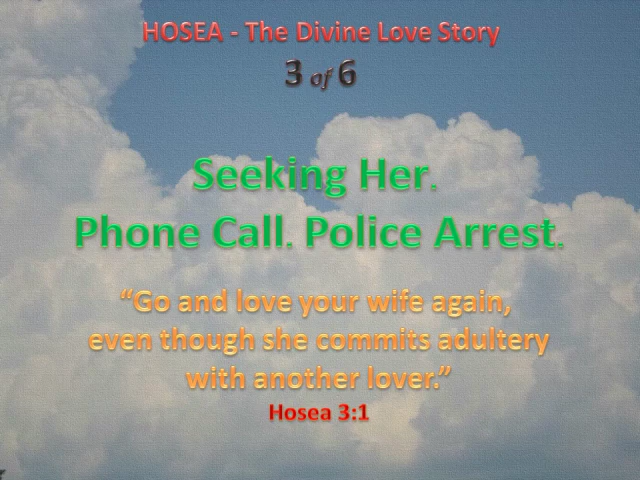 HOSEA - The Divine Love Story
3 of 6
Seeking Her.
Phone Call. Police Arrest.
“Go and love your wife again,
even though she commits adultery
with another lover.”
Hosea 3:1